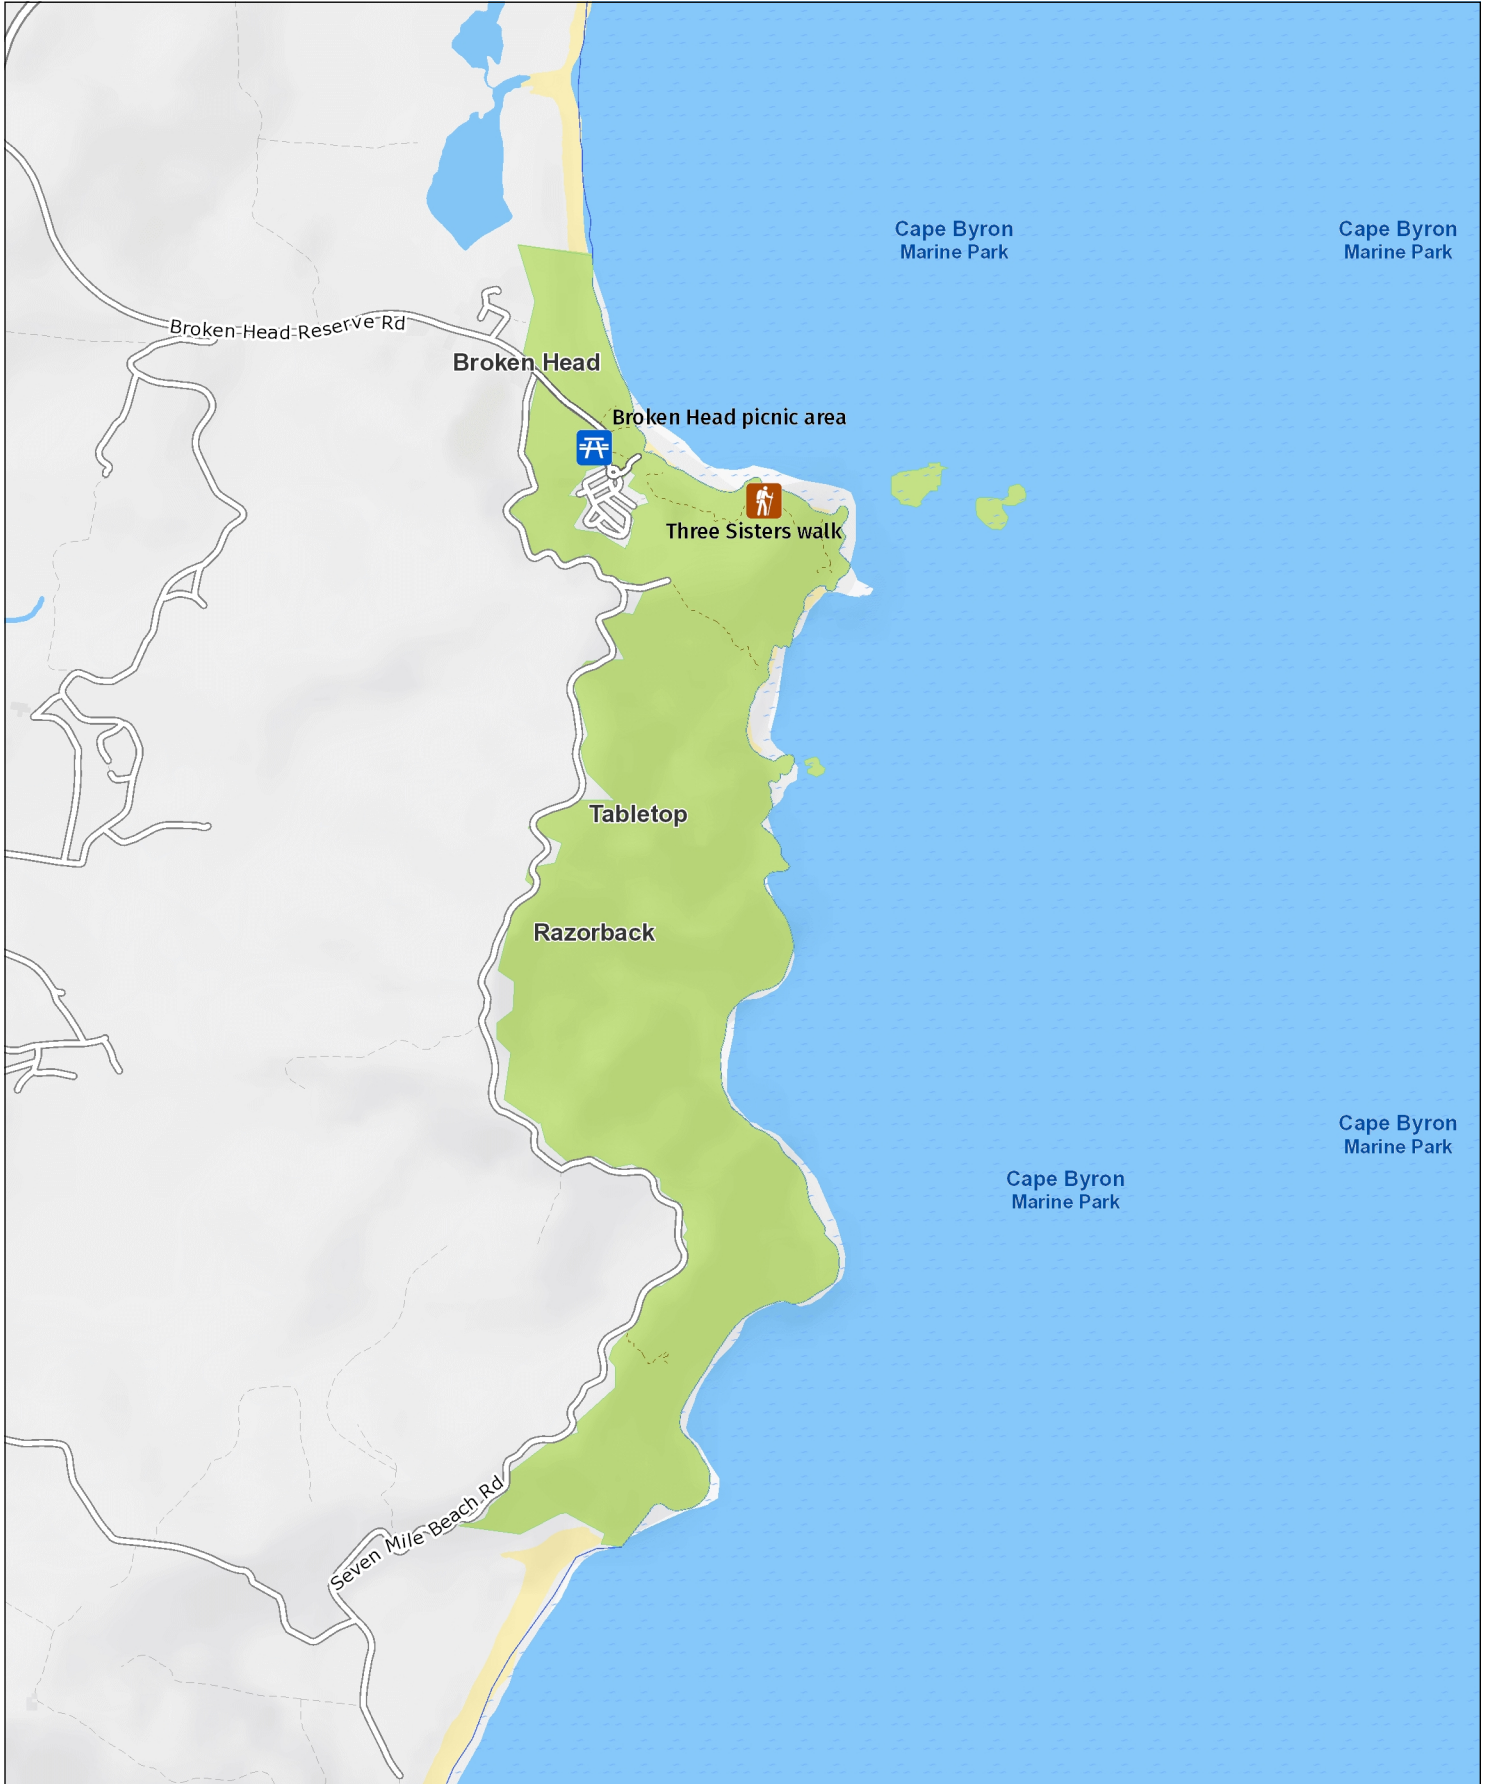 Cape Byron
Marine Park
Cape Byron
Marine Park
Broken Head Reserve Rd
Broken Head
Broken Head picnic area
Three Sisters walk
Tabletop
Razorback
Cape Byron
Marine Park
Cape Byron
Marine Park
Seven Mile Beach Rd